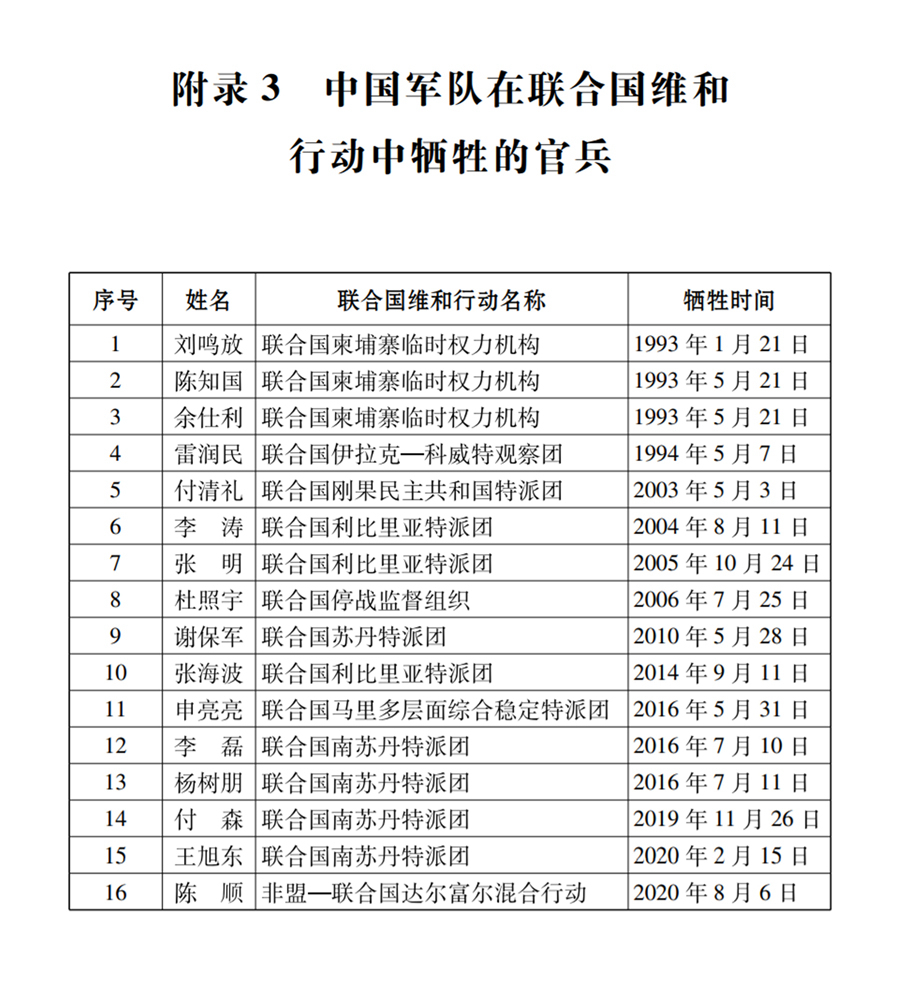 附录 3 中国军队在联合国维和
行动中牺牲的官兵
序号 姓名 联合国维和行动名称 牺牲时间
1 刘鸣放 联合国柬埔寨临时权力机构 1993 年 1 月 21 日
2 陈知国 联合国柬埔寨临时权力机构 1993 年 5 月 21 日
3 余仕利 联合国柬埔寨临时权力机构 1993 年 5 月 21 日
4 雷润民 联合国伊拉克—科威特观察团 1994 年 5 月 7 日
5 付清礼 联合国刚果民主共和国特派团 2003 年 5 月 3 日
6 李 涛 联合国利比里亚特派团 2004 年 8 月 11 日
7 张 明 联合国利比里亚特派团 2005 年 10 月 24 日
8 杜照宇 联合国停战监督组织 2006 年 7 月 25 日
9 谢保军 联合国苏丹特派团 2010 年 5 月 28 日
10 张海波 联合国利比里亚特派团 2014 年 9 月 11 日
11 申亮亮 联合国马里多层面综合稳定特派团 2016 年 5 月 31 日
12 李 磊 联合国南苏丹特派团 2016 年 7 月 10 日
13 杨树朋 联合国南苏丹特派团 2016 年 7 月 11 日
14 付 森 联合国南苏丹特派团 2019 年 11 月 26 日
15 王旭东 联合国南苏丹特派团 2020 年 2 月 15 日
16 陈 顺 非盟—联合国达尔富尔混合行动 2020 年 8 月 6 日